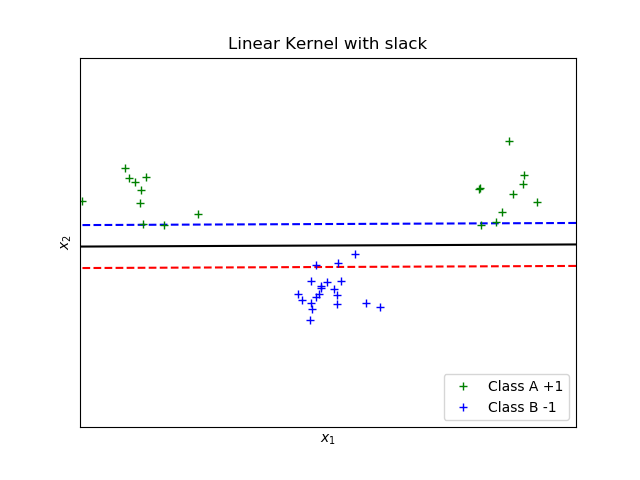 Linear Kernel with slack
x₂
Class A +1
Class B -1
x₁